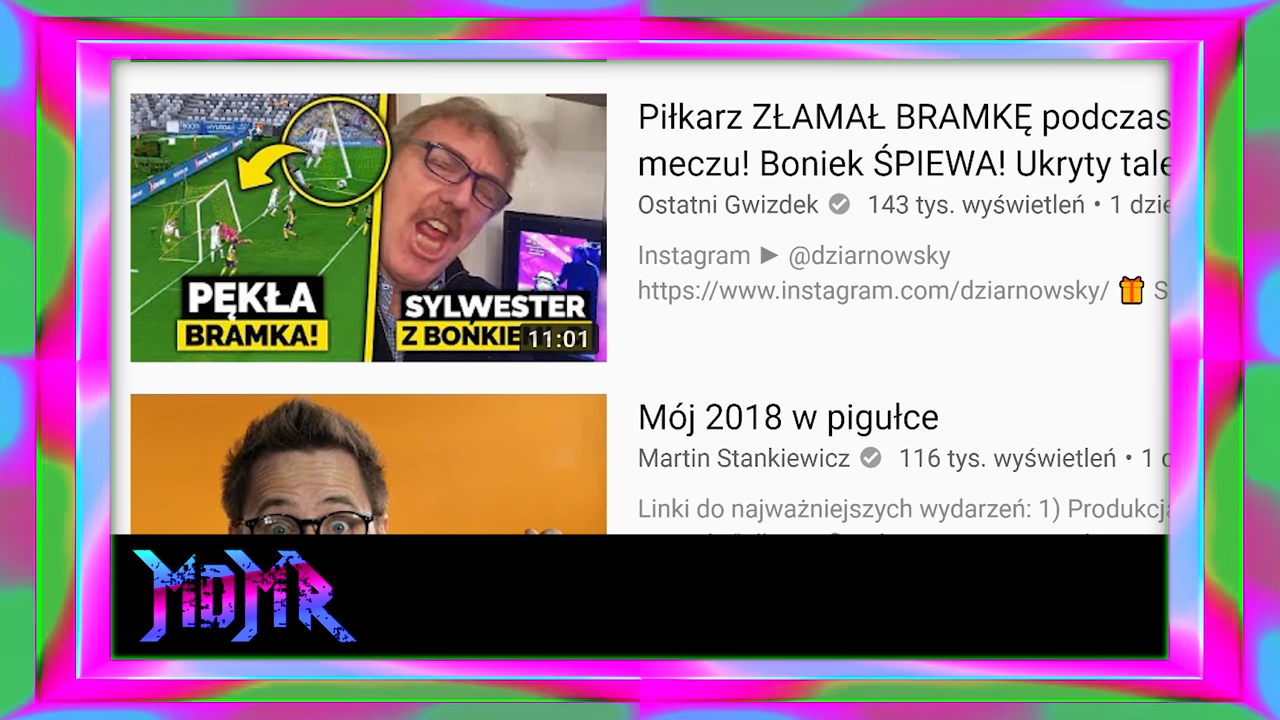 Piłkarz ZŁAMAŁ BRAMKĘ podczas
meczu! Boniek ŚPIEWA! Ukryty tale
Ostatni Gwizdek 143 tys. wyświetleń • 1 dzie
Instagram ► @dziarnowsky
https://www.instagram.com/dziarnowsky/ 🎁 S
HYUNDAI
PĘKŁA
BRAMKA!
SYLWESTER
Z BOŃKIE
11:01
Mój 2018 w pigułce
Martin Stankiewicz 116 tys. wyświetleń • 1 d
Linki do najważniejszych wydarzeń: 1) Produkcja
MDMR